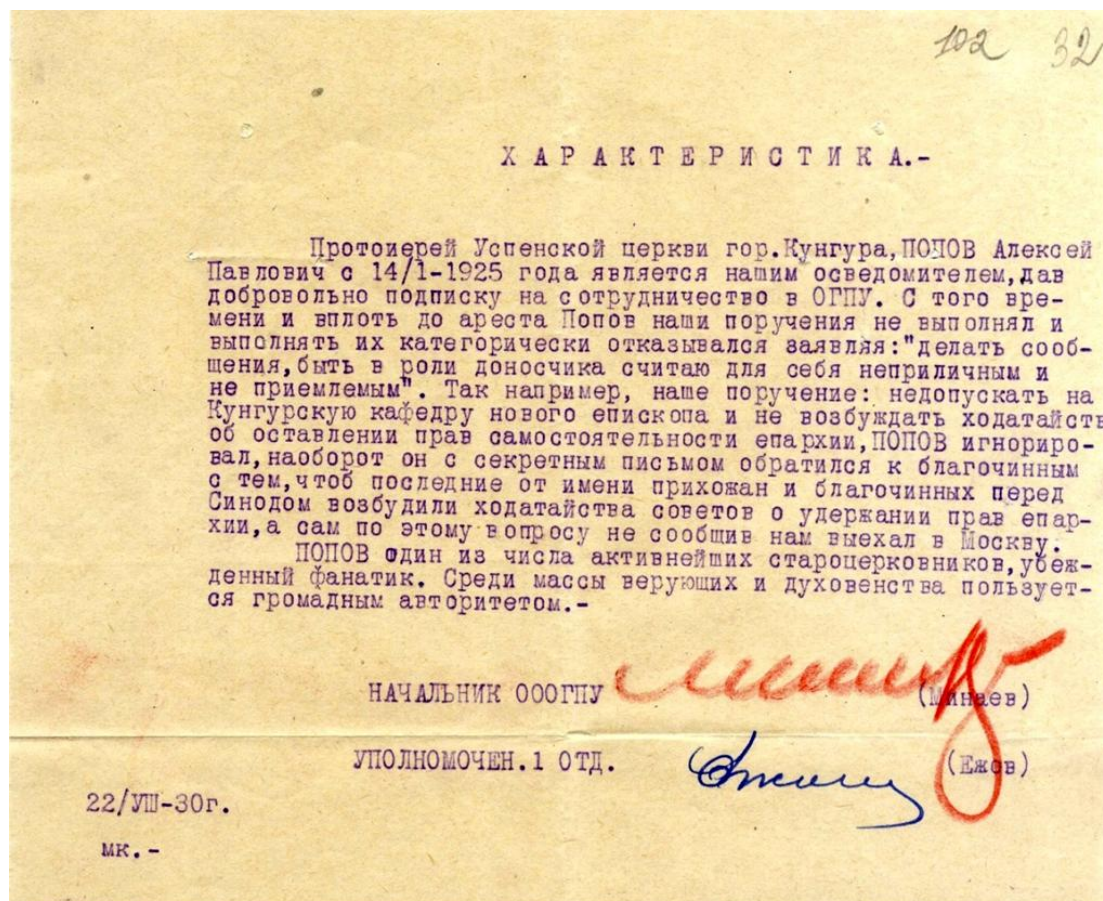 102 32
ХАРАКТЕРИСТИКА.-
Протоиерей Успенской церкви гор.Кунгура,ПОПОВ Алексей
Павлович с 14/1-1925 года является нашим осведомителем,дав
добровольно подписку на сотрудничество в ОГПУ. С того вре-
мени и вплоть до ареста Попов наши поручения не выполнял и
выполнять их категорически отказывался заявляя:"делать сооб-
щения,быть в роли доносчика считаю для себя неприличным и
не приемлемым". Так например, наше поручение: недопускать на
Кунгурскую кафедру нового епископа и не возбуждать ходатайств
об оставлении прав самостоятельности епархии,ПОПОВ игнориро-
вал,наоборот он с секретным письмом обратился к благочинным
с тем,чтоб последние от имени прихожан и благочинных перед
Синодом возбудили ходатайства советов о удержании прав епар-
хии,а сам по этому вопросу не сообщив нам выехал в Москву.
ПОПОВ один из числа активнейших староцерковников,убеж-
денный фанатик. Среди массы верующих и духовенства пользует-
ся громадным авторитетом.-
НАЧАЛЬНИК ОООГПУ (Минаев)
УПОЛНОМОЧЕН.1 ОТД. (Ежов)
22/УШ-30г.
мк.-